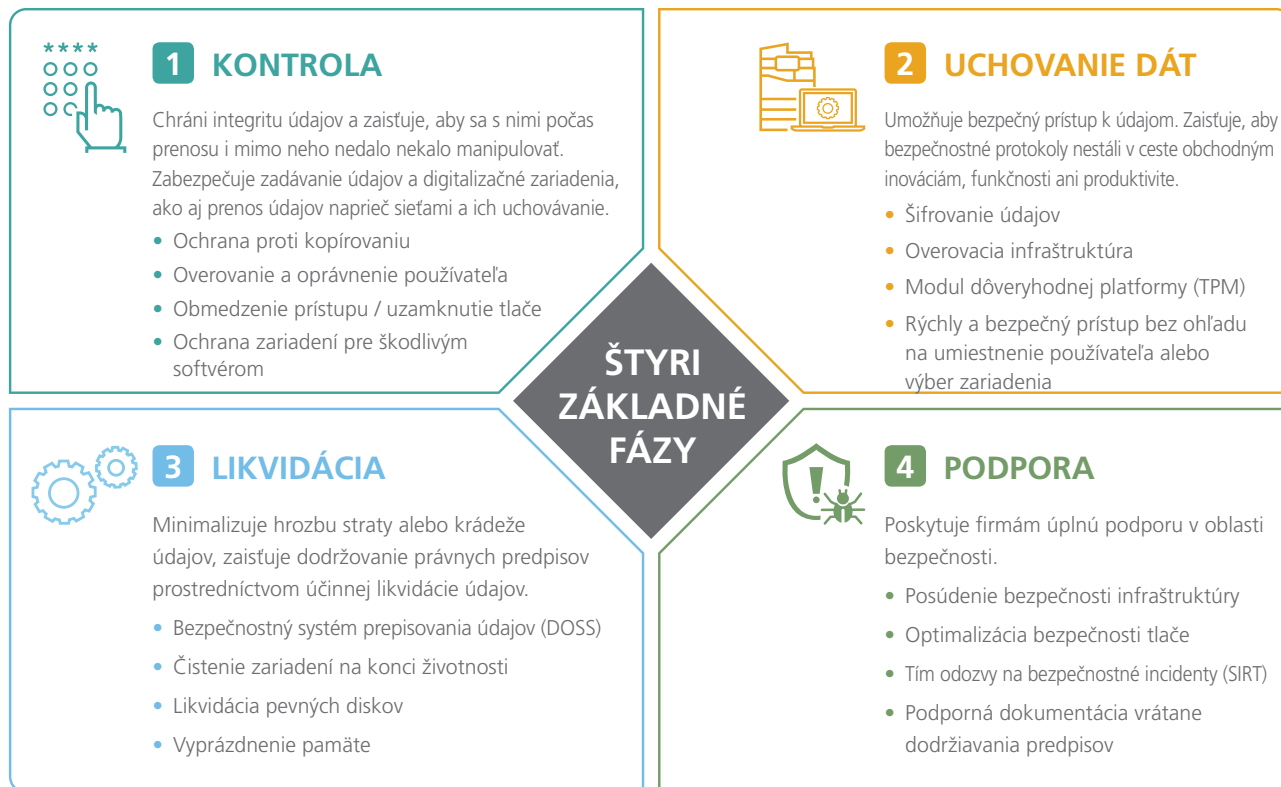 ****
1 KONTROLA
Chráni integritu údajov a zaisťuje, aby sa s nimi počas
prenosu i mimo neho nedalo nekalo manipulovať.
Zabezpečuje zadávanie údajov a digitalizačné zariadenia,
ako aj prenos údajov naprieč sieťami a ich uchovávanie.
• Ochrana proti kopírovaniu
• Overovanie a oprávnenie používateľa
• Obmedzenie prístupu / uzamknutie tlače
• Ochrana zariadení pre škodlivým
softvérom
2 UCHOVANIE DÁT
Umožňuje bezpečný prístup k údajom. Zaisťuje, aby
bezpečnostné protokoly nestáli v ceste obchodným
inováciám, funkčnosti ani produktivite.
• Šifrovanie údajov
• Overovacia infraštruktúra
• Modul dôveryhodnej platformy (TPM)
• Rýchly a bezpečný prístup bez ohľadu
na umiestnenie používateľa alebo
výber zariadenia
ŠTYRI
ZÁKLADNÉ
FÁZY
3 LIKVIDÁCIA
Minimalizuje hrozbu straty alebo krádeže
údajov, zaisťuje dodržovanie právnych predpisov
prostredníctvom účinnej likvidácie údajov.
• Bezpečnostný systém prepisovania údajov (DOSS)
• Čistenie zariadení na konci životnosti
• Likvidácia pevných diskov
• Vyprázdnenie pamäte
4 PODPORA
Poskytuje firmám úplnú podporu v oblasti
bezpečnosti.
• Posúdenie bezpečnosti infraštruktúry
• Optimalizácia bezpečnosti tlače
• Tím odozvy na bezpečnostné incidenty (SIRT)
• Podporná dokumentácia vrátane
dodržiavania predpisov